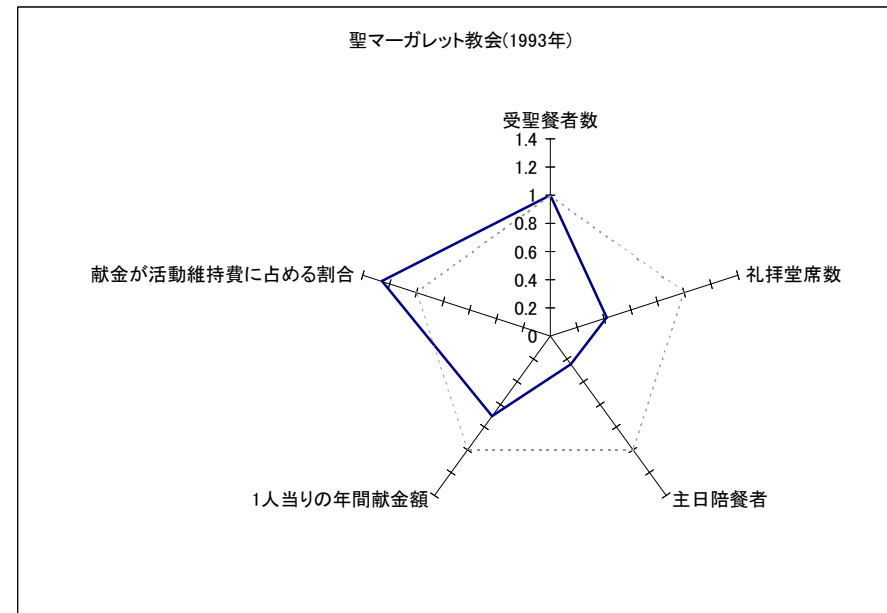 聖マーガレット教会(1993年)
受聖餐者数
1.4
1.2
1
0.8
0.6
0.4
0.2
0
献金が活動維持費に占める割合
礼拝堂席数
1人当りの年間献金額
主日陪餐者